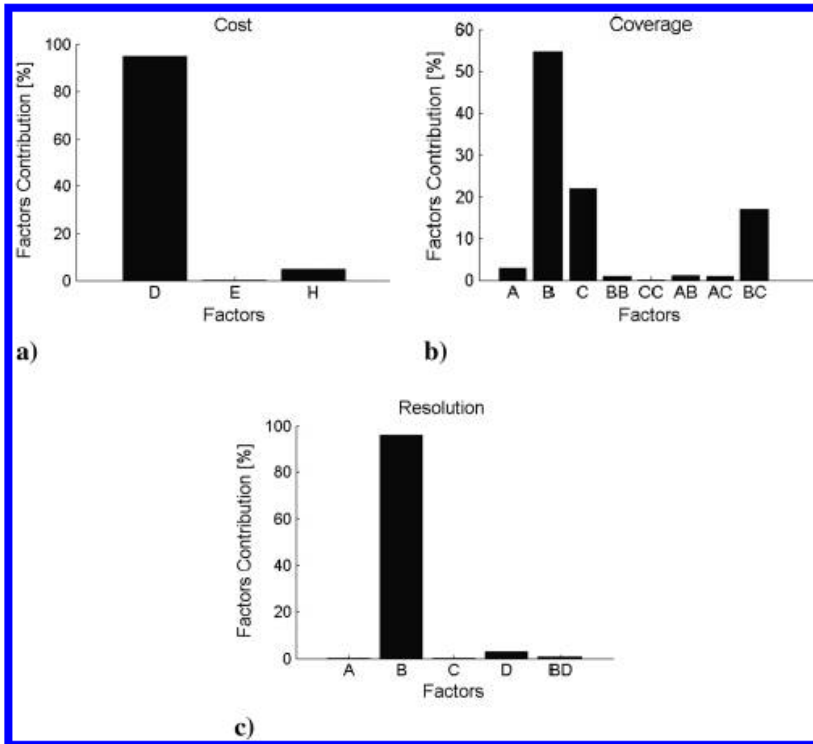 Cost
100
80
60
40
20
0
Factors Contribution [%]
D E H
Factors
a)
Coverage
60
50
40
30
20
10
0
Factors Contribution [%]
A B C BB CC AB AC BC
Factors
b)
Resolution
100
80
60
40
20
0
Factors Contribution [%]
A B C D BD
Factors
c)